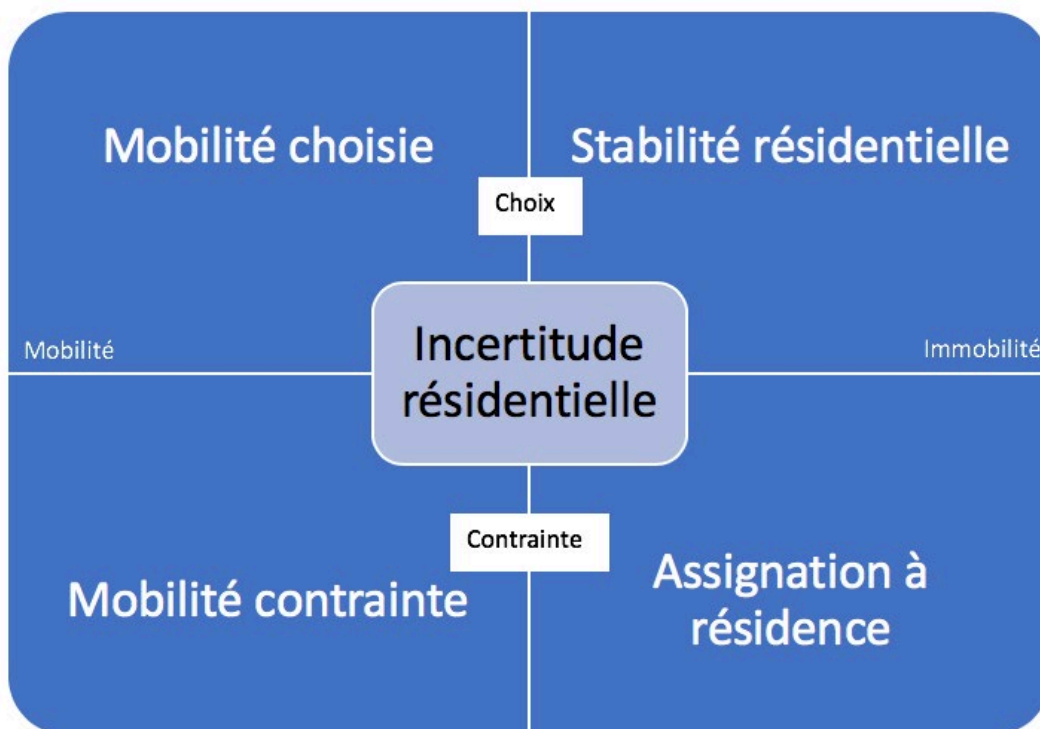 Mobilité choisie
Stabilité résidentielle
Choix
Incertitude
résidentielle
Mobilité
Immobilité
Contrainte
Mobilité contrainte
Assignation à
résidence